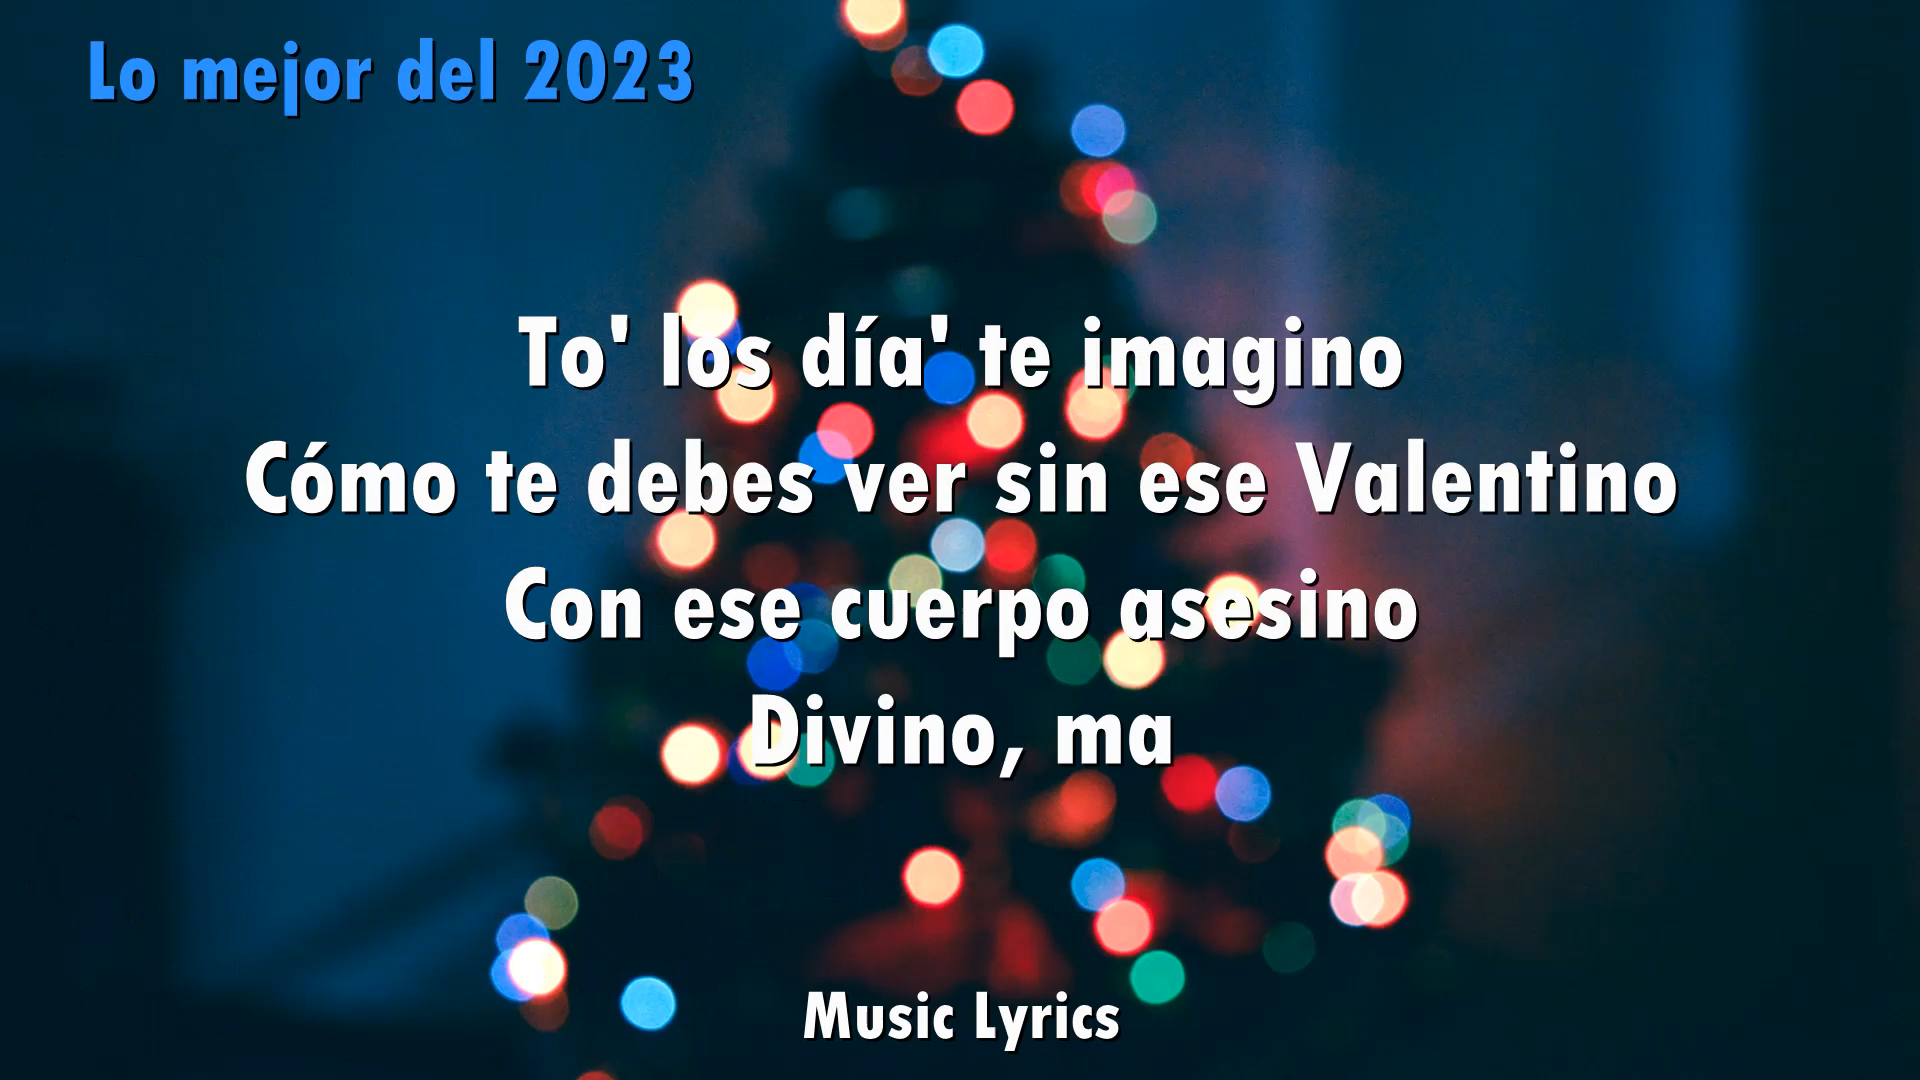 Lo mejor del 2023
To' los día' te imagino
Cómo te debes ver sin ese Valentino
Con ese cuerpo asesino
Divino, ma
Music Lyrics